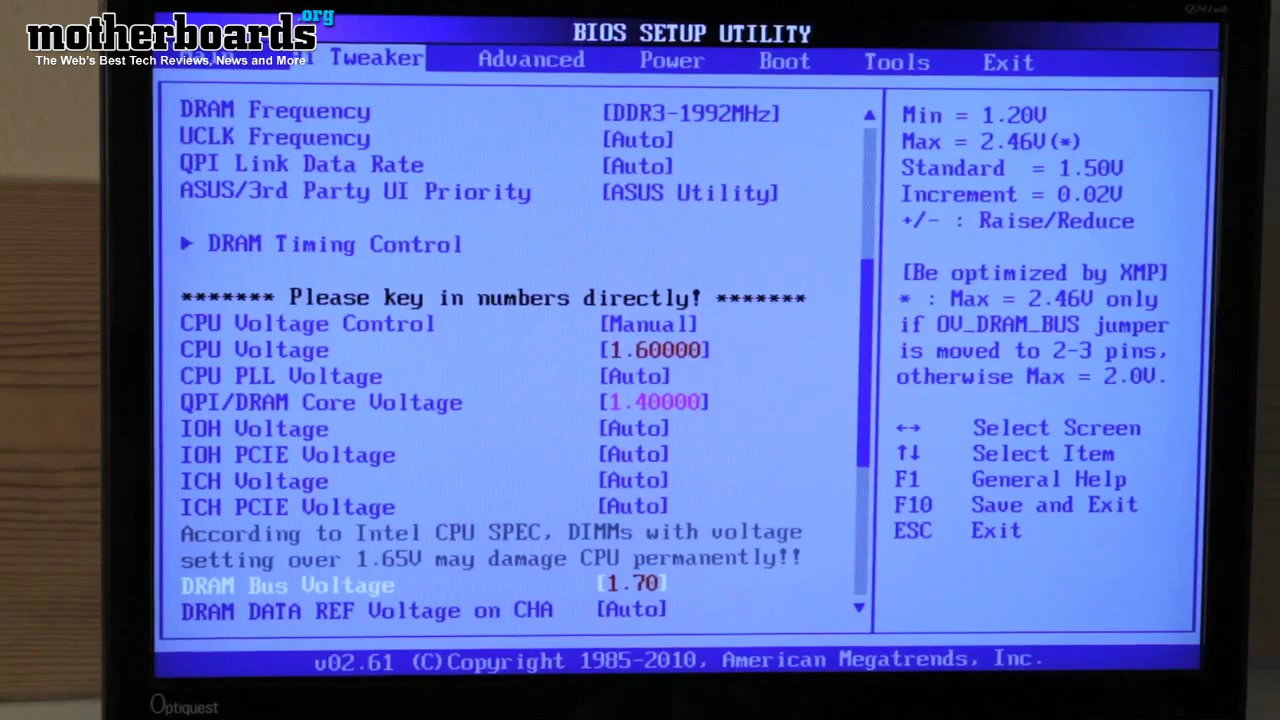 motherboards.org
The Web's Best Tech Reviews, News and More
BIOS SETUP UTILITY
Tweaker Advanced Power Boot Tools Exit
DRAM Frequency [DDR3-1992MHz]
UCLK Frequency [Auto]
QPI Link Data Rate [Auto]
ASUS/3rd Party UI Priority [ASUS Utility]
DRAM Timing Control
******* Please key in numbers directly! *******
CPU Voltage Control [Manual]
CPU Voltage [1.60000]
CPU PLL Voltage [Auto]
QPI/DRAM Core Voltage [1.40000]
IOH Voltage [Auto]
IOH PCIE Voltage [Auto]
ICH Voltage [Auto]
ICH PCIE Voltage [Auto]
According to Intel CPU SPEC, DIMMs with voltage
setting over 1.65V may damage CPU permanently!!
DRAM Bus Voltage [1.70]
DRAM DATA REF Voltage on CHA [Auto]
Min = 1.20V
Max = 2.46V(*)
Standard = 1.50V
Increment = 0.02V
+/- : Raise/Reduce
[Be optimized by XMP]
* : Max = 2.46V only
if OV_DRAM_BUS jumper
is moved to 2-3 pins,
otherwise Max = 2.0V.
↔ Select Screen
↑↓ Select Item
F1 General Help
F10 Save and Exit
ESC Exit
v02.61 (C)Copyright 1985-2010, American Megatrends, Inc.
Optiquest